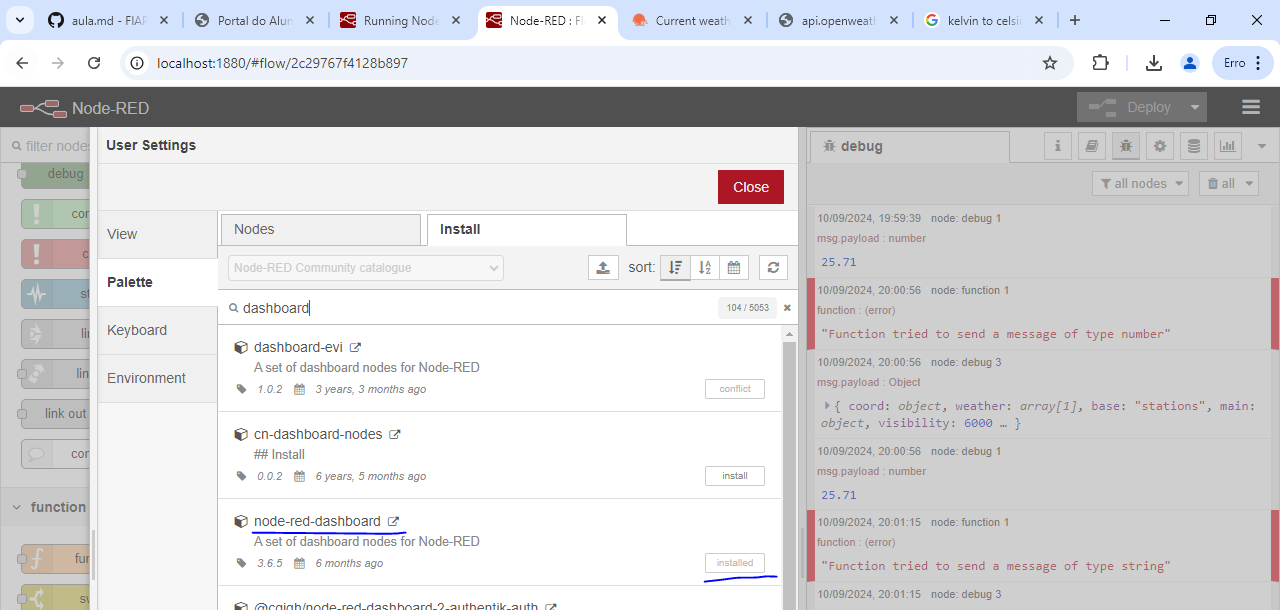 aula.md - FIAP
Portal do Alun
Running Node
Node-RED : Fl
Current weath
api.openweath
kelvin to celsi
localhost:1880/#flow/2c29767f4128b897
Erro
Node-RED
Deploy
filter nodes
debug
link out
function
User Settings
Close
View
Palette
Keyboard
Environment
Nodes
Install
Node-RED Community catalogue
sort:
dashboard
104 / 5053
dashboard-evi
A set of dashboard nodes for Node-RED
1.0.2 3 years, 3 months ago
conflict
cn-dashboard-nodes
## Install
0.0.2 6 years, 5 months ago
install
node-red-dashboard
A set of dashboard nodes for Node-RED
3.6.5 6 months ago
installed
@cgjgh/node-red-dashboard-2-authentik-auth
debug
all nodes
all
10/09/2024, 19:59:39 node: debug 1
msg.payload : number
25.71
10/09/2024, 20:00:56 node: function 1
function : (error)
"Function tried to send a message of type number"
10/09/2024, 20:00:56 node: debug 3
msg.payload : Object
{ coord: object, weather: array[1], base: "stations", main:
object, visibility: 6000 … }
10/09/2024, 20:00:56 node: debug 1
msg.payload : number
25.71
10/09/2024, 20:01:15 node: function 1
function : (error)
"Function tried to send a message of type string"
10/09/2024, 20:01:15 node: debug 3